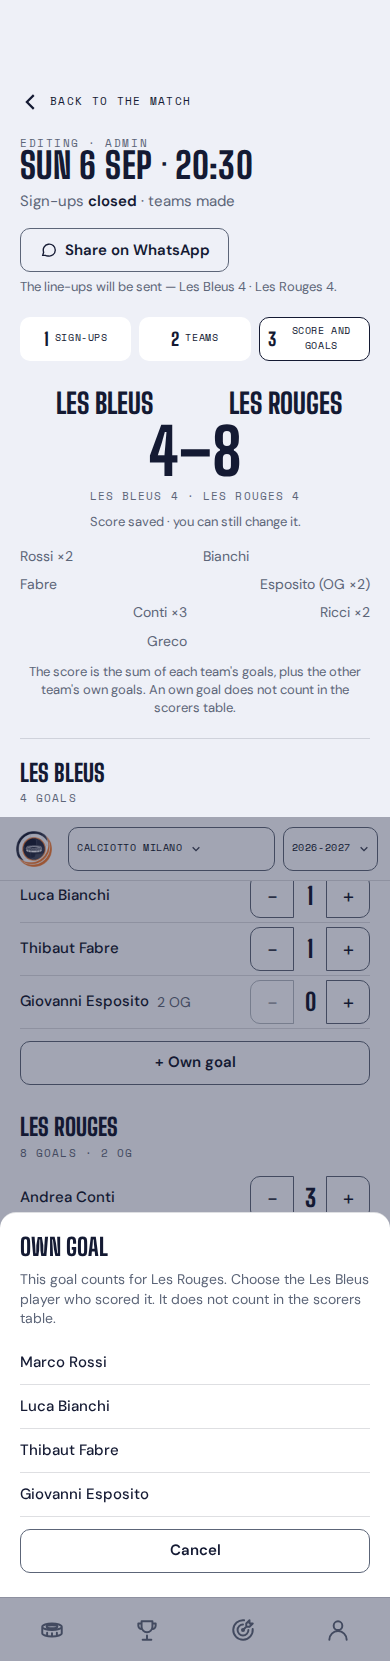 BACK TO THE MATCH
EDITING · ADMIN
SUN 6 SEP · 20:30
Sign-ups closed · teams made
Share on WhatsApp
The line-ups will be sent — Les Bleus 4 · Les Rouges 4.
1 SIGN-UPS
2 TEAMS
3 SCORE AND
GOALS
LES BLEUS LES ROUGES
4–8
LES BLEUS 4 · LES ROUGES 4
Score saved · you can still change it.
Rossi ×2 Bianchi
Fabre Esposito (OG ×2)
Conti ×3 Ricci ×2
Greco
The score is the sum of each team's goals, plus the other
team's own goals. An own goal does not count in the
scorers table.
LES BLEUS
4 GOALS
CALCIOTTO MILANO 2026-2027
Luca Bianchi − 1 +
Thibaut Fabre − 1 +
Giovanni Esposito 2 OG − 0 +
+ Own goal
LES ROUGES
8 GOALS · 2 OG
Andrea Conti − 3 +
OWN GOAL
This goal counts for Les Rouges. Choose the Les Bleus
player who scored it. It does not count in the scorers
table.
Marco Rossi
Luca Bianchi
Thibaut Fabre
Giovanni Esposito
Cancel